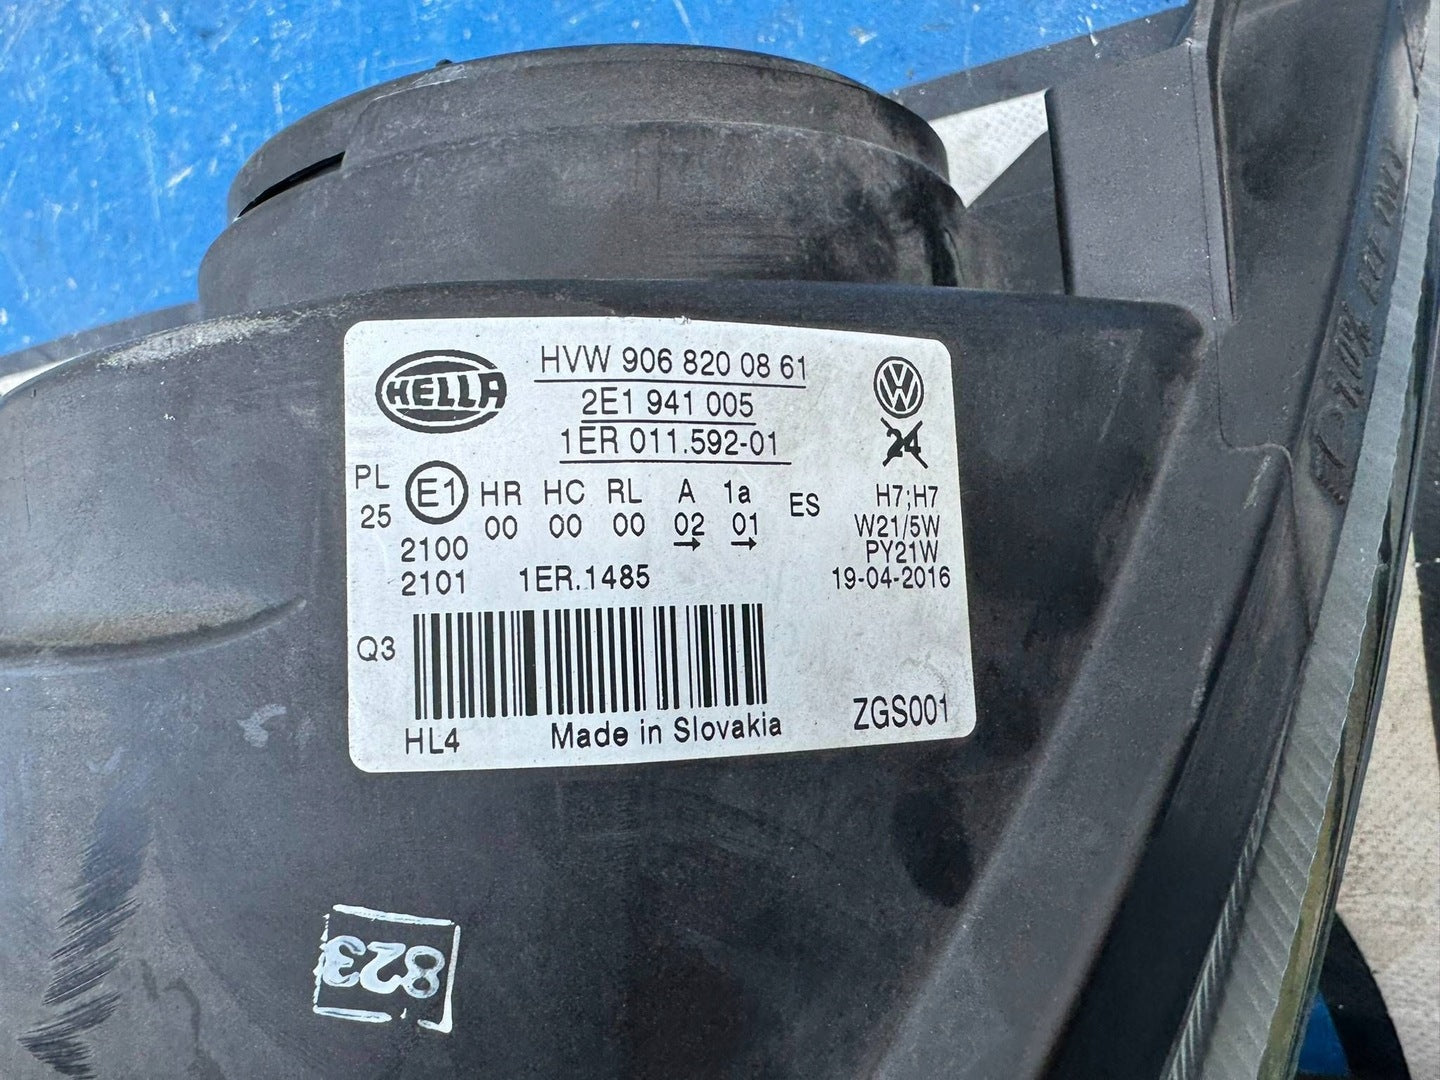 HELLA
HVW 906 820 08 61
2E1 941 005
1ER 011.592-01
24
PL
25
E1
HR HC RL A 1a
00 00 00 02 01
ES
H7;H7
W21/5W
PY21W
19-04-2016
2100
2101
1ER.1485
Q3
HL4
Made in Slovakia
ZGS001
823